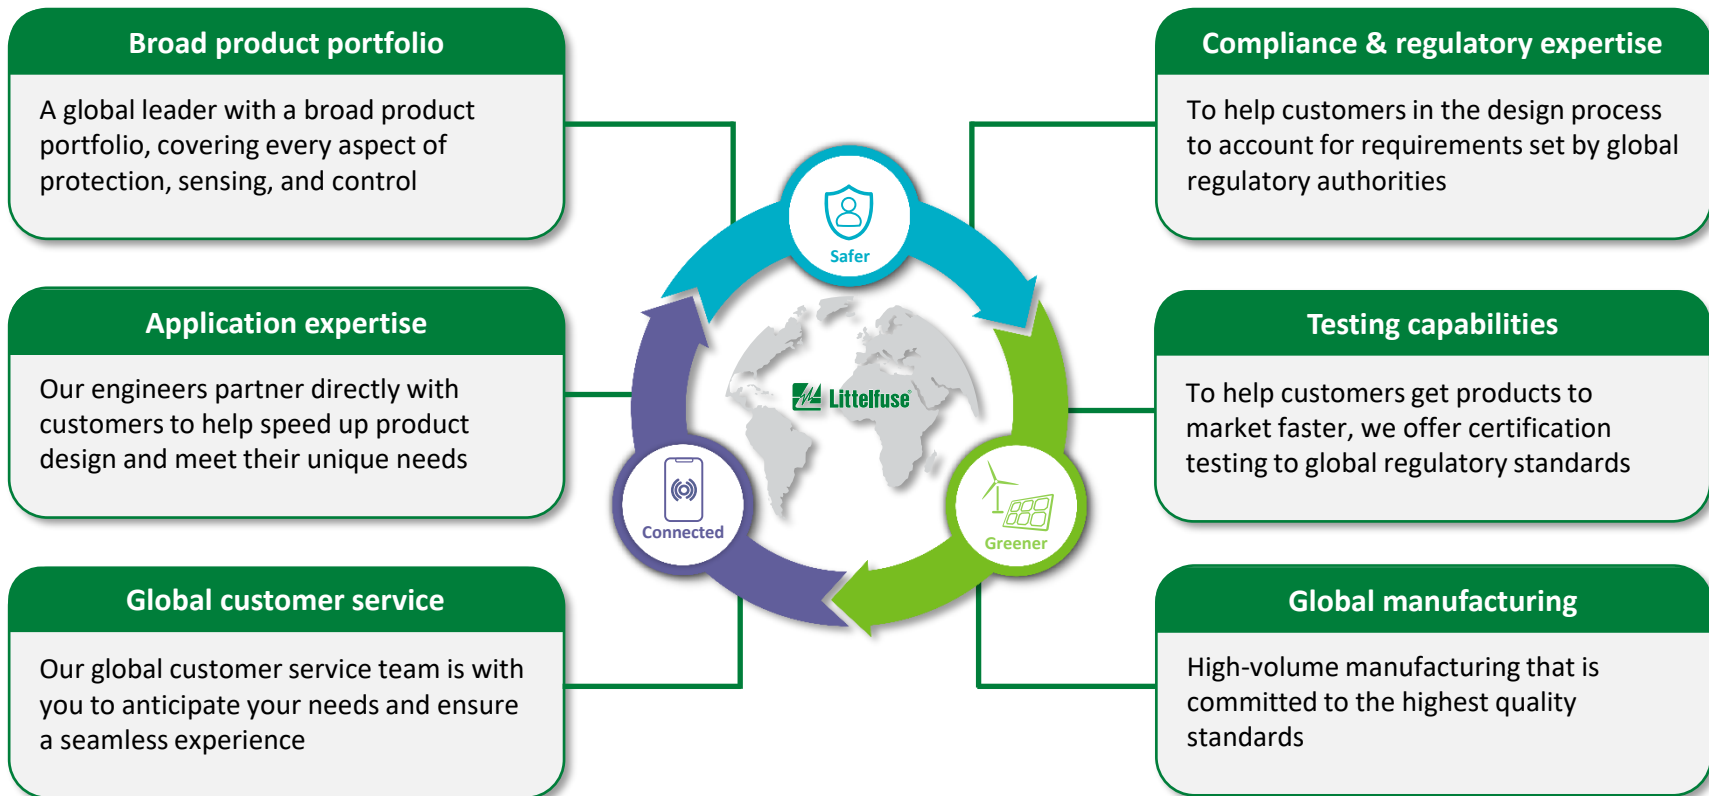 Broad product portfolio
A global leader with a broad product
portfolio, covering every aspect of
protection, sensing, and control
Application expertise
Our engineers partner directly with
customers to help speed up product
design and meet their unique needs
Global customer service
Our global customer service team is with
you to anticipate your needs and ensure
a seamless experience
Safer
Littelfuse®
Connected
Greener
Compliance & regulatory expertise
To help customers in the design process
to account for requirements set by global
regulatory authorities
Testing capabilities
To help customers get products to
market faster, we offer certification
testing to global regulatory standards
Global manufacturing
High-volume manufacturing that is
committed to the highest quality
standards